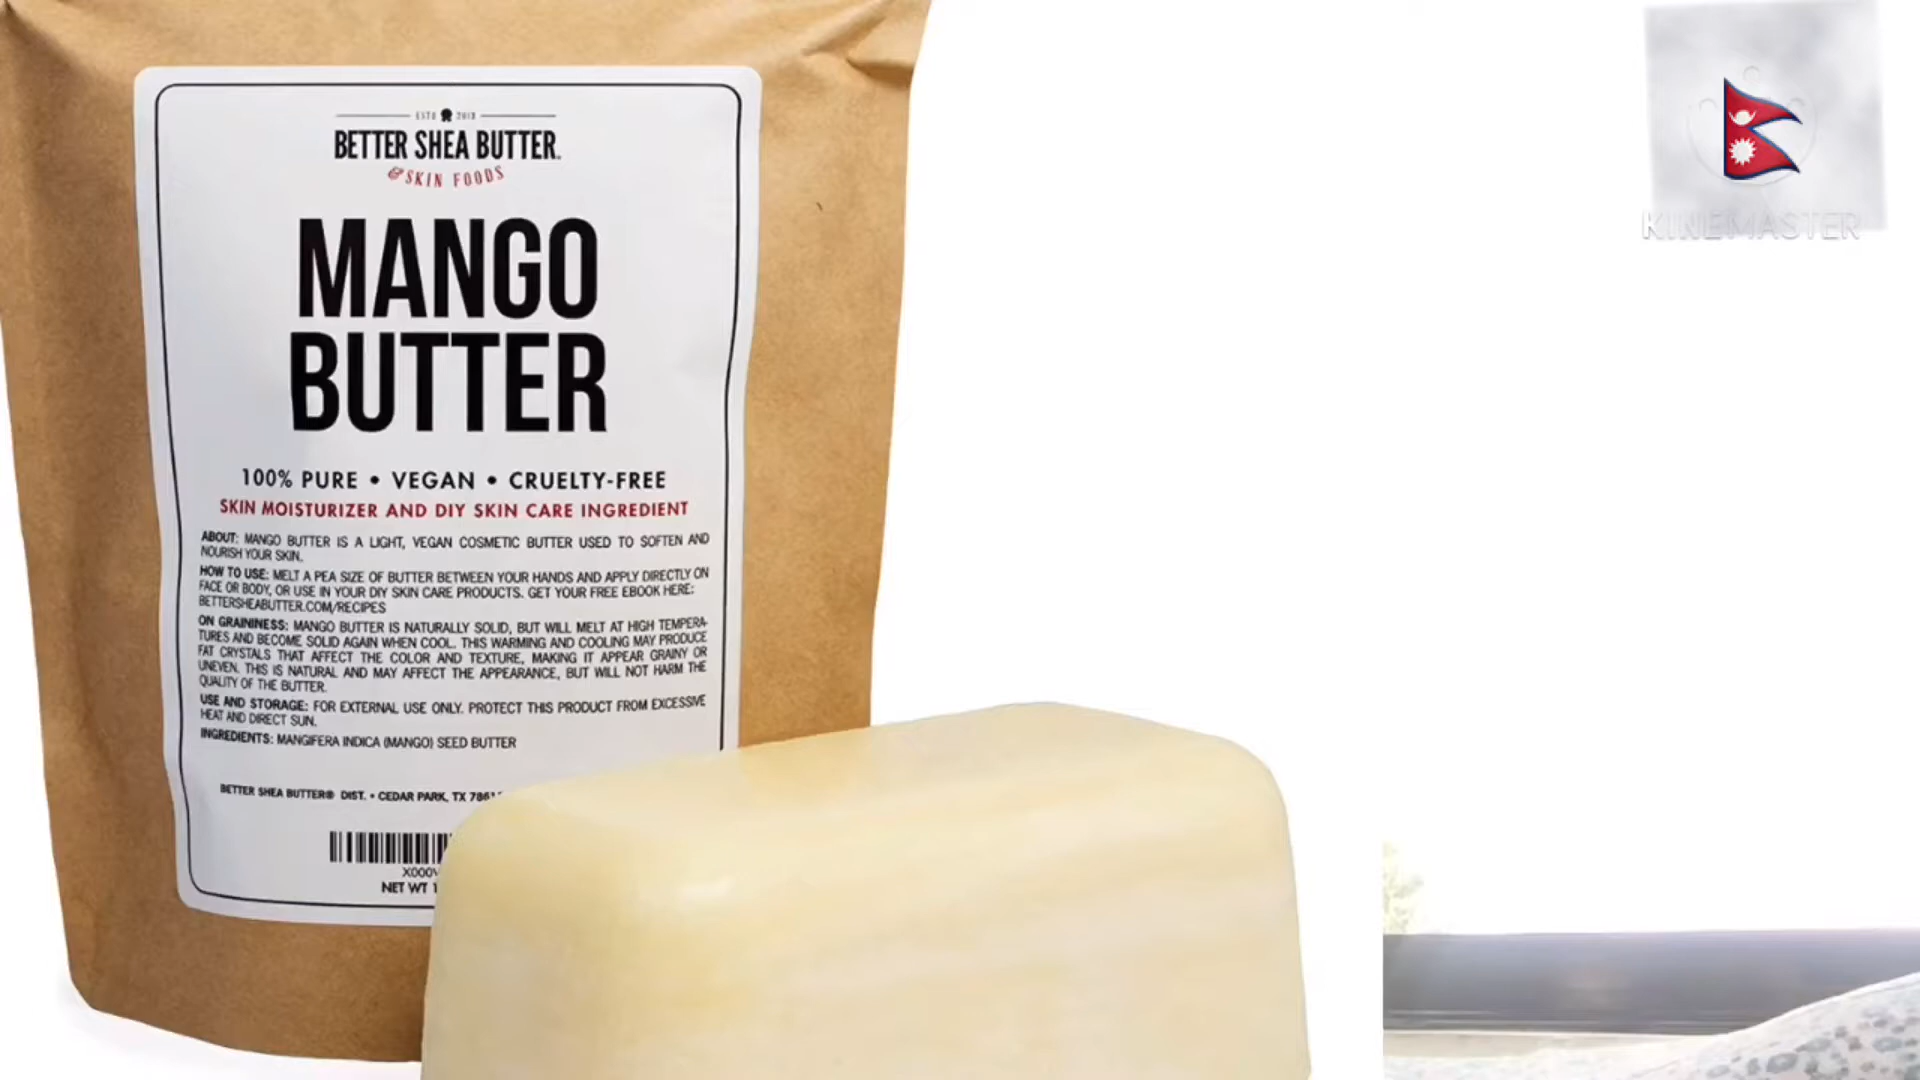 ESTD 2013
BETTER SHEA BUTTER
& SKIN FOODS
MANGO
BUTTER
100% PURE • VEGAN • CRUELTY-FREE
SKIN MOISTURIZER AND DIY SKIN CARE INGREDIENT
ABOUT: MANGO BUTTER IS A LIGHT, VEGAN COSMETIC BUTTER USED TO SOFTEN AND
NOURISH YOUR SKIN.
HOW TO USE: MELT A PEA SIZE OF BUTTER BETWEEN YOUR HANDS AND APPLY DIRECTLY ON
FACE OR BODY, OR USE IN YOUR DIY SKIN CARE PRODUCTS. GET YOUR FREE EBOOK HERE:
BETTERSHEABUTTER.COM/RECIPES
ON GRAININESS: MANGO BUTTER IS NATURALLY SOLID, BUT WILL MELT AT HIGH TEMPERA-
TURES AND BECOME SOLID AGAIN WHEN COOL. THIS WARMING AND COOLING MAY PRODUCE
FAT CRYSTALS THAT AFFECT THE COLOR AND TEXTURE, MAKING IT APPEAR GRAINY OR
UNEVEN. THIS IS NATURAL AND MAY AFFECT THE APPEARANCE, BUT WILL NOT HARM THE
QUALITY OF THE BUTTER.
USE AND STORAGE: FOR EXTERNAL USE ONLY. PROTECT THIS PRODUCT FROM EXCESSIVE
HEAT AND DIRECT SUN.
INGREDIENTS: MANGIFERA INDICA (MANGO) SEED BUTTER
BETTER SHEA BUTTER® DIST. • CEDAR PARK, TX
X000
NET WT
KINEMASTER